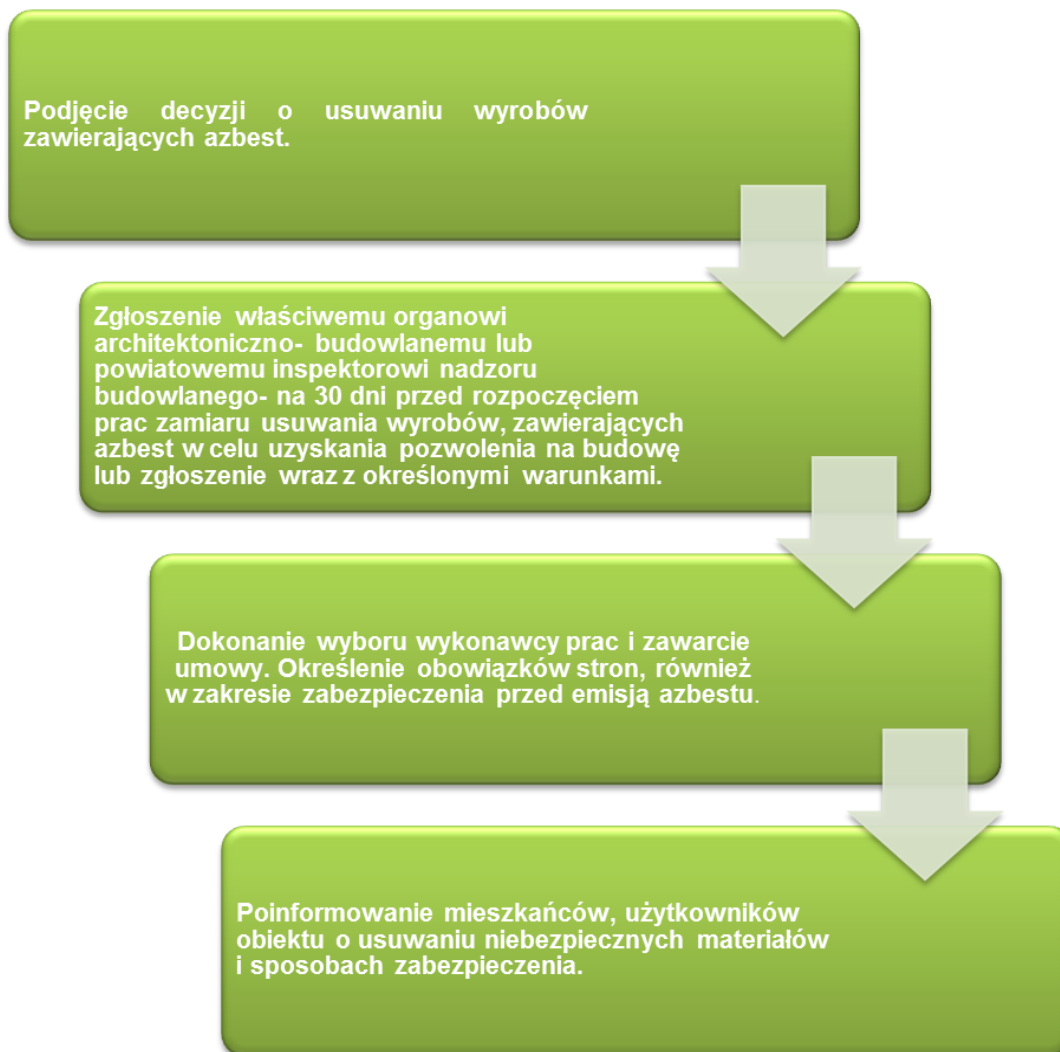 Podjęcie decyzji o usuwaniu wyrobów
zawierających azbest.
Zgłoszenie właściwemu organowi
architektoniczno- budowlanemu lub
powiatowemu inspektorowi nadzoru
budowlanego- na 30 dni przed rozpoczęciem
prac zamiaru usuwania wyrobów, zawierających
azbest w celu uzyskania pozwolenia na budowę
lub zgłoszenie wraz z określonymi warunkami.
Dokonanie wyboru wykonawcy prac i zawarcie
umowy. Określenie obowiązków stron, również
w zakresie zabezpieczenia przed emisją azbestu.
Poinformowanie mieszkańców, użytkowników
obiektu o usuwaniu niebezpiecznych materiałów
i sposobach zabezpieczenia.